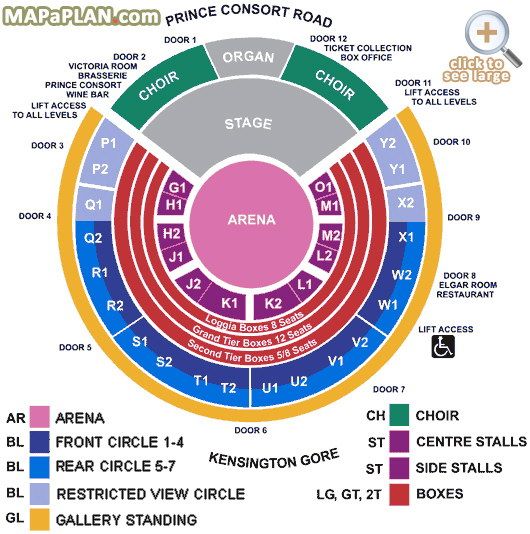 MAPaPLAN.com
PRINCE CONSORT ROAD
click to
see large
DOOR 1
DOOR 2
VICTORIA ROOM
BRASSERIE
PRINCE CONSORT
WINE BAR
LIFT ACCESS
TO ALL LEVELS
DOOR 12
TICKET COLLECTION
BOX OFFICE
DOOR 11
LIFT ACCESS
TO ALL LEVELS
CHOIR
ORGAN
CHOIR
STAGE
DOOR 3
DOOR 10
P1
P2
Q1
Y2
Y1
X2
G1
H1
O1
M1
ARENA
DOOR 4
DOOR 9
Q2
R1
R2
H2
J1
M2
L2
X1
W2
W1
J2
K1
K2
L1
DOOR 8
ELGAR ROOM
RESTAURANT
Loggia Boxes 8 Seats
Grand Tier Boxes 12 Seats
Second Tier Boxes 5/8 Seats
LIFT ACCESS
DOOR 5
S1
S2
T1
T2
U1
U2
V1
V2
DOOR 7
DOOR 6
KENSINGTON GORE
AR ARENA
BL FRONT CIRCLE 1-4
BL REAR CIRCLE 5-7
BL RESTRICTED VIEW CIRCLE
GL GALLERY STANDING
CH CHOIR
ST CENTRE STALLS
ST SIDE STALLS
LG, GT, 2T BOXES